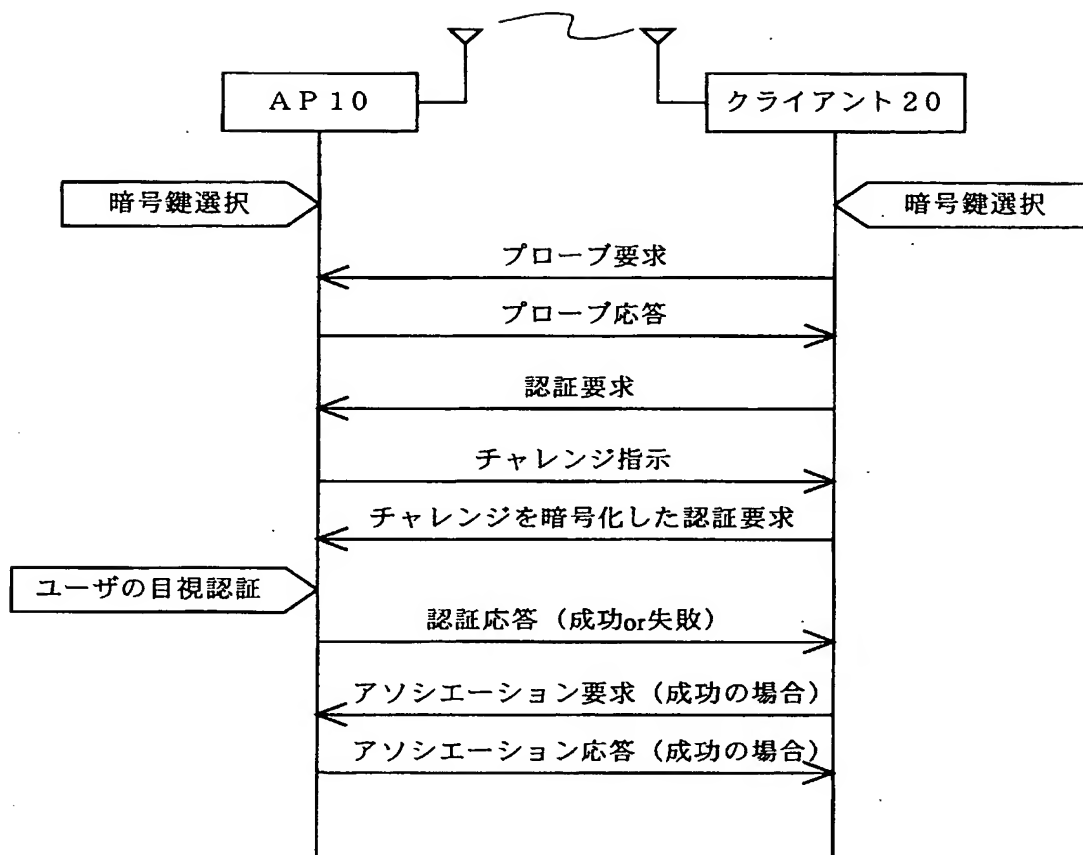 AP10
クライアント20
暗号鍵選択
暗号鍵選択
プローブ要求
プローブ応答
認証要求
チャレンジ指示
チャレンジを暗号化した認証要求
ユーザの目視認証
認証応答（成功or失敗）
アソシエーション要求（成功の場合）
アソシエーション応答（成功の場合）